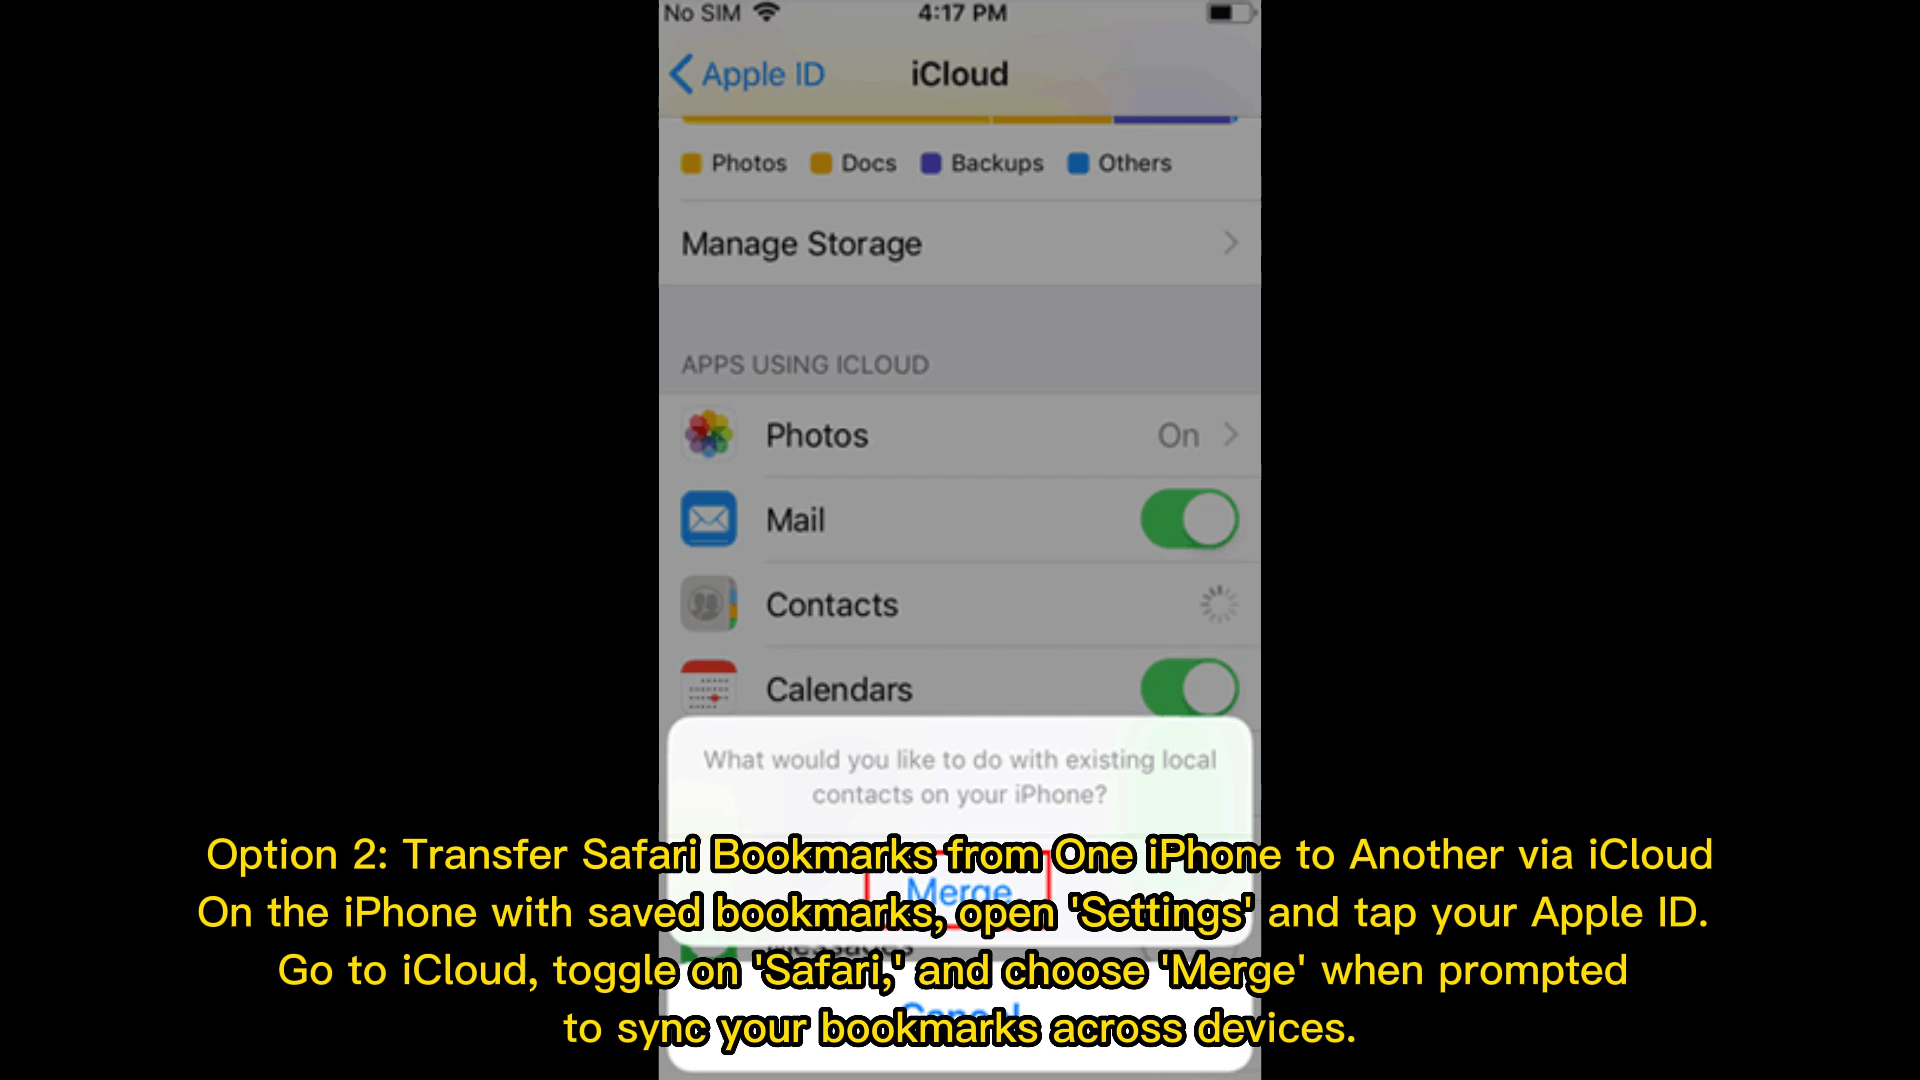 No SIM 4:17 PM
Apple ID iCloud
Photos Docs Backups Others
Manage Storage
APPS USING ICLOUD
Photos On
Mail
Contacts
Calendars
What would you like to do with existing local
contacts on your iPhone?
Option 2: Transfer Safari Bookmarks from One iPhone to Another via iCloud
Merge
On the iPhone with saved bookmarks, open 'Settings' and tap your Apple ID.
Messages
Go to iCloud, toggle on 'Safari,' and choose 'Merge' when prompted
Cancel
to sync your bookmarks across devices.